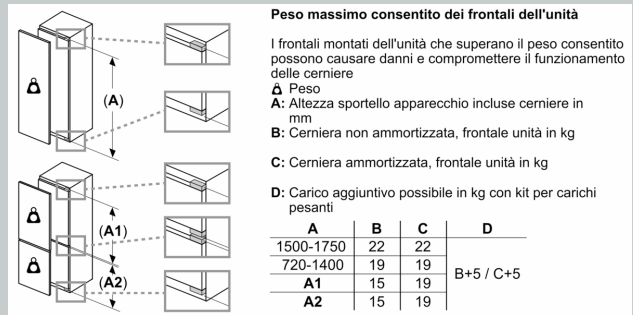 Peso massimo consentito dei frontali dell'unità
I frontali montati dell'unità che superano il peso consentito
possono causare danni e compromettere il funzionamento
delle cerniere
Peso
A: Altezza sportello apparecchio incluse cerniere in
mm
B: Cerniera non ammortizzata, frontale unità in kg
C: Cerniera ammortizzata, frontale unità in kg
D: Carico aggiuntivo possibile in kg con kit per carichi
pesanti
A B C D
1500-1750 22 22
720-1400 19 19
B+5 / C+5
A1 15 19
A2 15 19
(A)
(A1)
(A2)